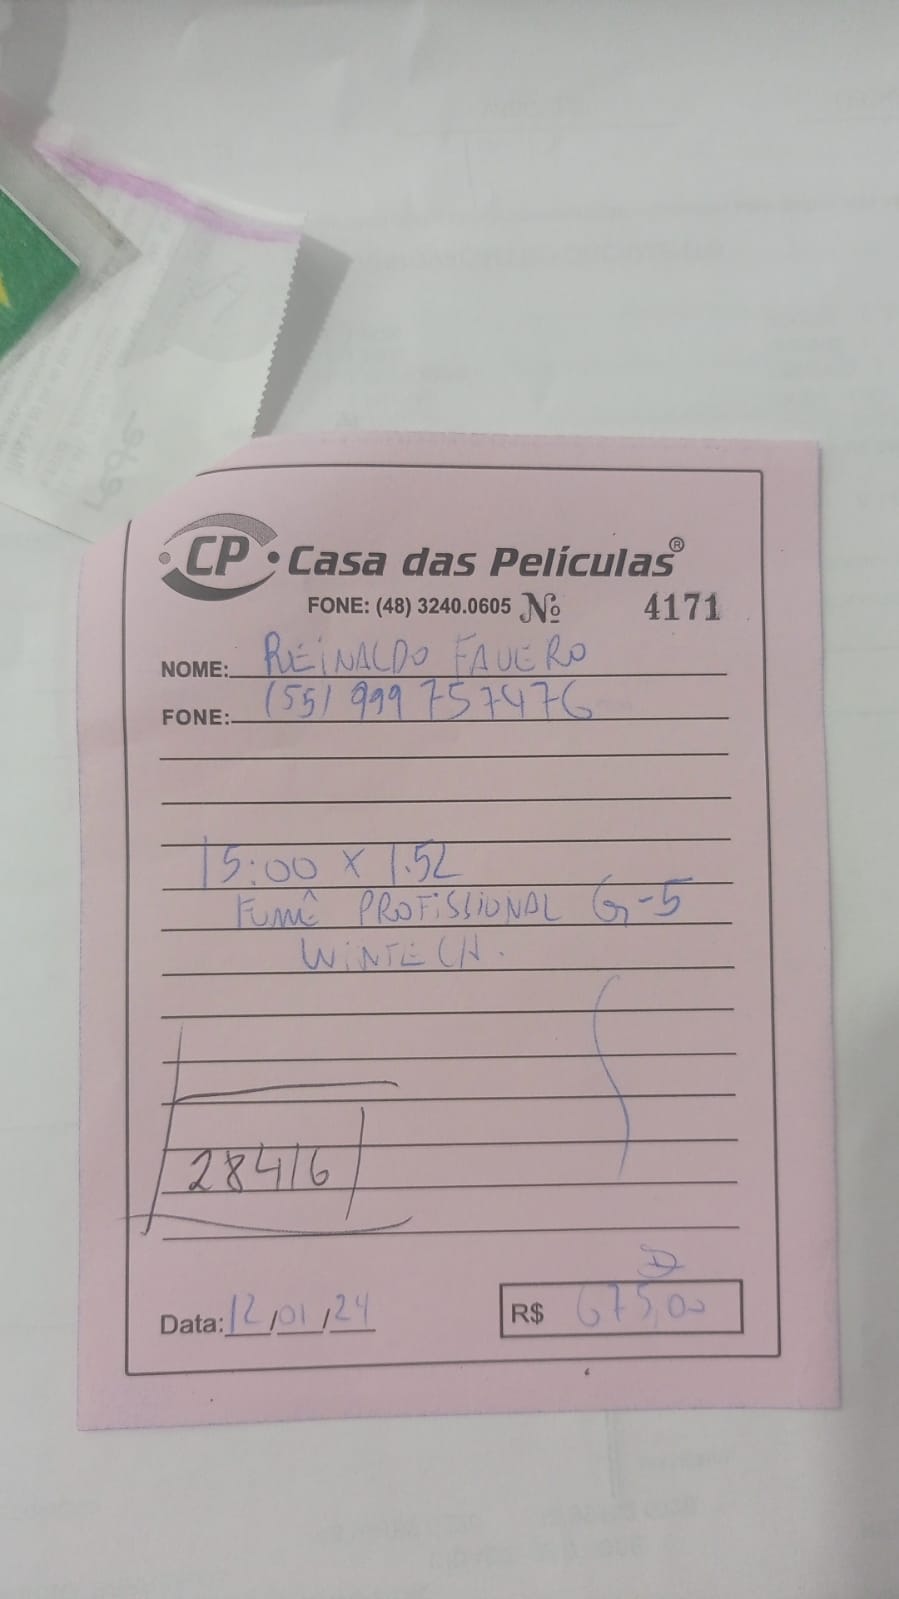 CP • Casa das Películas®
FONE: (48) 3240.0605 Nº 4171
NOME: REINALDO FAVERO
FONE: (55) 999 757476
15:00 x 1.52
FUMÊ PROFISSIONAL G-5
WINTECH.
28416
Data: 12/01/24
R$ 675,00
rede